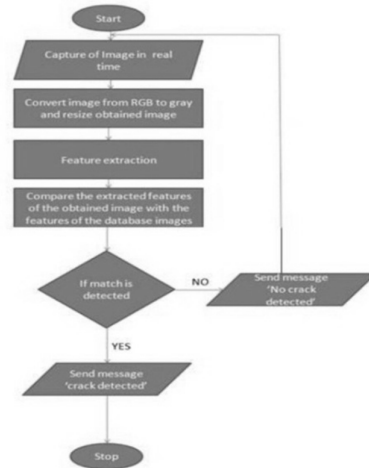 Start
Capture of Image in real
time
Convert image from RGB to gray
and resize obtained image
Feature extraction
Compare the extracted features
of the obtained image with the
features of the database images
If match is
detected
NO
Send message
'No crack
detected'
YES
Send message
'crack detected'
Stop